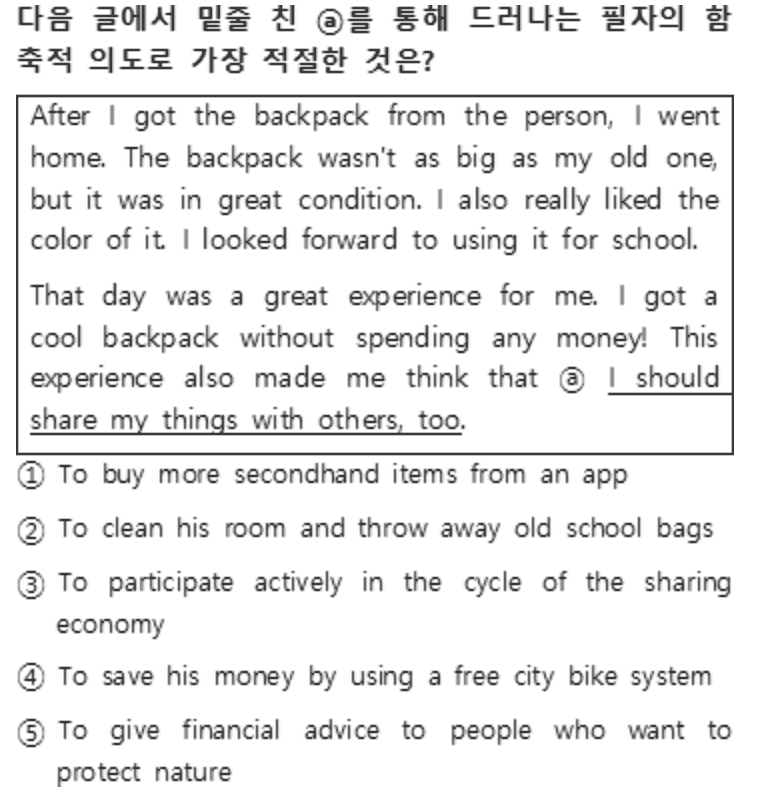 다음 글에서 밑줄 친 ⓐ를 통해 드러나는 필자의 함
축적 의도로 가장 적절한 것은?
After I got the backpack from the person, I went
home. The backpack wasn't as big as my old one,
but it was in great condition. I also really liked the
color of it. I looked forward to using it for school.
That day was a great experience for me. I got a
cool backpack without spending any money! This
experience also made me think that ⓐ I should
share my things with others, too.
① To buy more secondhand items from an app
② To clean his room and throw away old school bags
③ To participate actively in the cycle of the sharing
economy
④ To save his money by using a free city bike system
⑤ To give financial advice to people who want to
protect nature